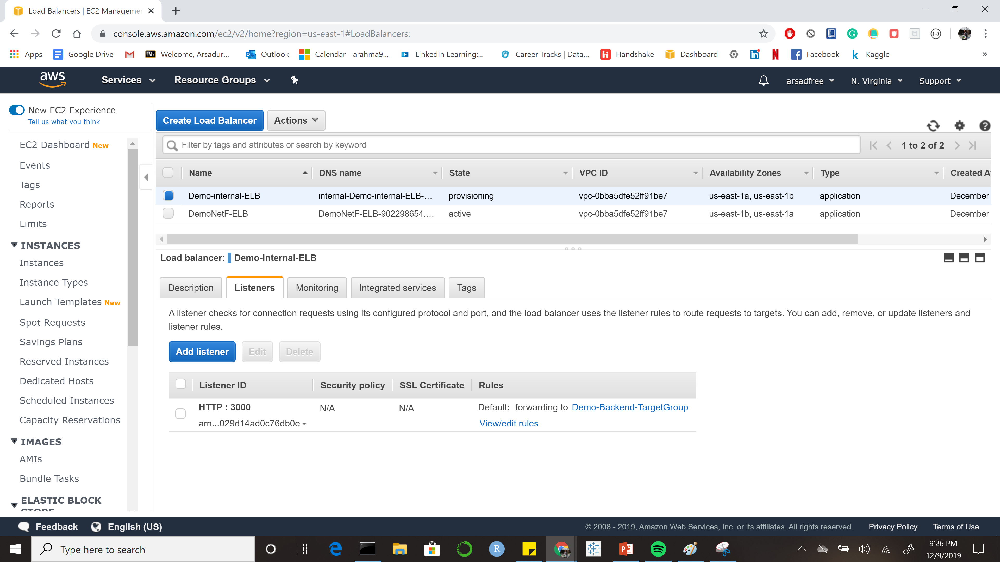 Load Balancers | EC2 Managemen
console.aws.amazon.com/ec2/v2/home?region=us-east-1#LoadBalancers:
Apps Google Drive Bb Welcome, Arsadur... Outlook Calendar - arahma9... LinkedIn Learning:... Career Tracks | Data... Handshake Dashboard Facebook Kaggle »
aws Services Resource Groups arsadfree N. Virginia Support
New EC2 Experience
Tell us what you think
EC2 Dashboard New
Events
Tags
Reports
Limits
INSTANCES
Instances
Instance Types
Launch Templates New
Spot Requests
Savings Plans
Reserved Instances
Dedicated Hosts
Scheduled Instances
Capacity Reservations
IMAGES
AMIs
Bundle Tasks
ELASTIC BLOCK
STORE
Create Load Balancer Actions
Filter by tags and attributes or search by keyword 1 to 2 of 2
Name DNS name State VPC ID Availability Zones Type Created At
Demo-internal-ELB internal-Demo-internal-ELB-... provisioning vpc-0bba5dfe52ff91be7 us-east-1a, us-east-1b application December
DemoNetF-ELB DemoNetF-ELB-902298654.... active vpc-0bba5dfe52ff91be7 us-east-1b, us-east-1a application December
Load balancer: Demo-internal-ELB
Description Listeners Monitoring Integrated services Tags
A listener checks for connection requests using its configured protocol and port, and the load balancer uses the listener rules to route requests to targets. You can add, remove, or update listeners and
listener rules.
Add listener Edit Delete
Listener ID Security policy SSL Certificate Rules
HTTP : 3000 N/A N/A Default: forwarding to Demo-Backend-TargetGroup
arn...029d14ad0c76db0e View/edit rules
Feedback English (US) © 2008 - 2019, Amazon Web Services, Inc. or its affiliates. All rights reserved. Privacy Policy Terms of Use
Type here to search
9:26 PM
12/9/2019